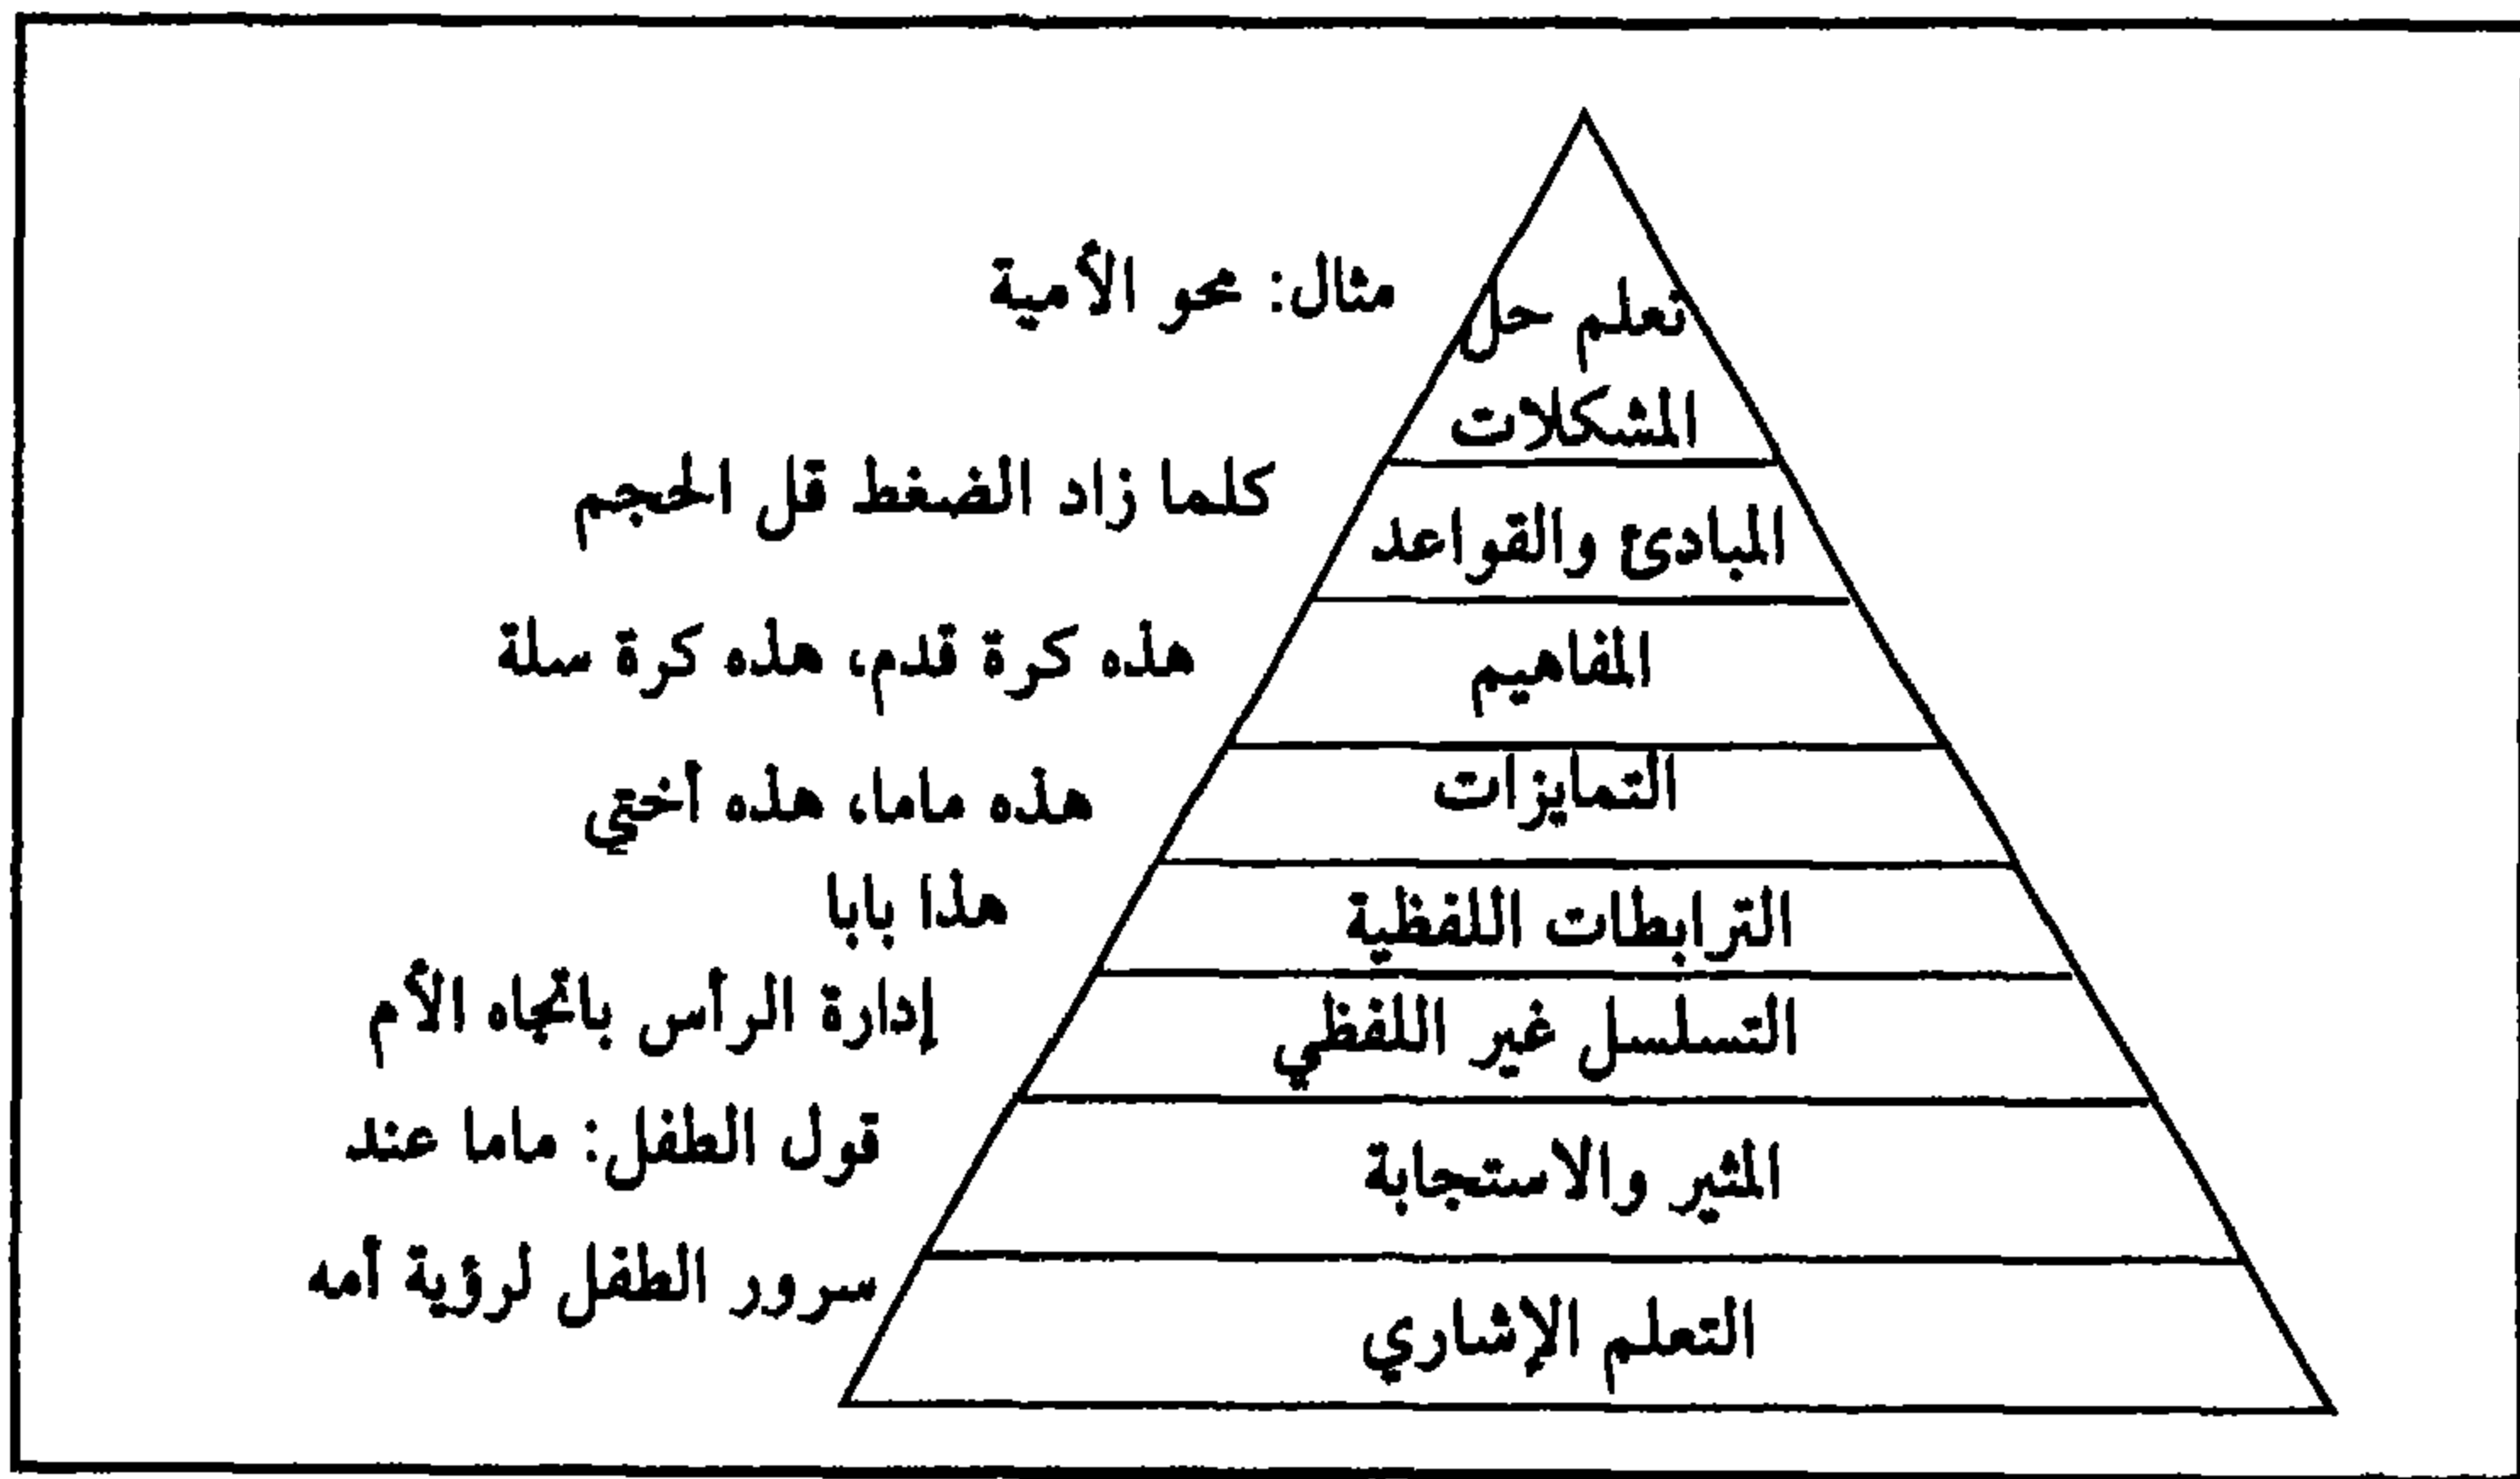 تعلم حل
المشكلات
مثال: محو الأمية
المبادئ والقواعد
كلما زاد الضغط قل الحجم
المفاهيم
هذه كرة قدم، هذه كرة سلة
التمايزات
هذه ماما، هذه أختي
الترابطات اللفظية
هذا بابا
التسلسل غير اللفظي
إدارة الرأس باتجاه الأم
المثير والاستجابة
قول الطفل: ماما عند
التعلم الإشاري
سرور الطفل لرؤية أمه